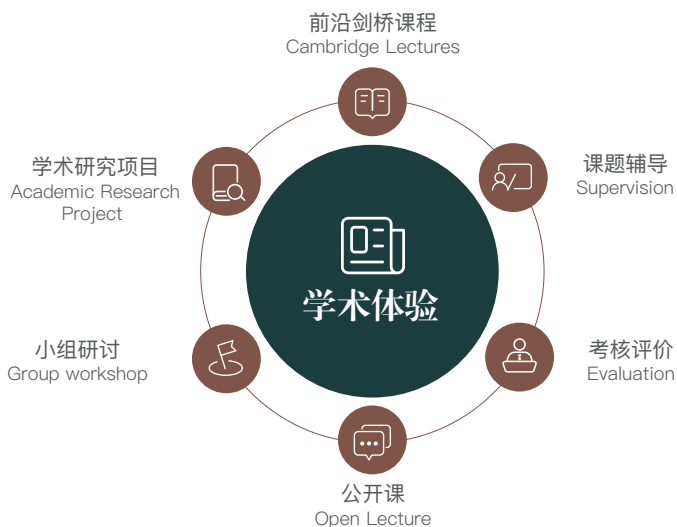 前沿剑桥课程
Cambridge Lectures
学术研究项目
Academic Research
Project
课题辅导
Supervision
学术体验
小组研讨
Group workshop
考核评价
Evaluation
公开课
Open Lecture